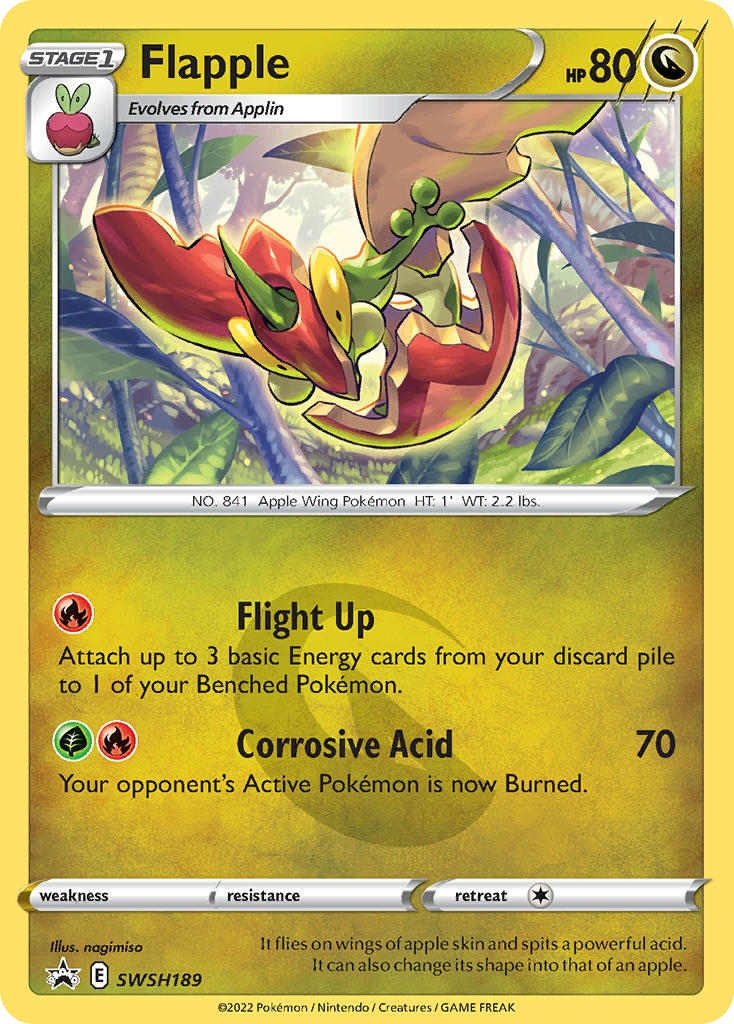 STAGE 1
Flapple
HP 80
Evolves from Applin
NO. 841 Apple Wing Pokémon HT: 1' WT: 2.2 lbs.
Flight Up
Attach up to 3 basic Energy cards from your discard pile
to 1 of your Benched Pokémon.
Corrosive Acid 70
Your opponent's Active Pokémon is now Burned.
weakness resistance retreat
Illus. nagimiso
It flies on wings of apple skin and spits a powerful acid.
It can also change its shape into that of an apple.
E SWSH189
©2022 Pokémon / Nintendo / Creatures / GAME FREAK